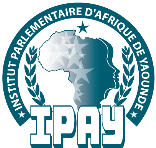 INSTITUT PARLEMENTAIRE D'AFRIQUE DE YAOUNDE
IPAY